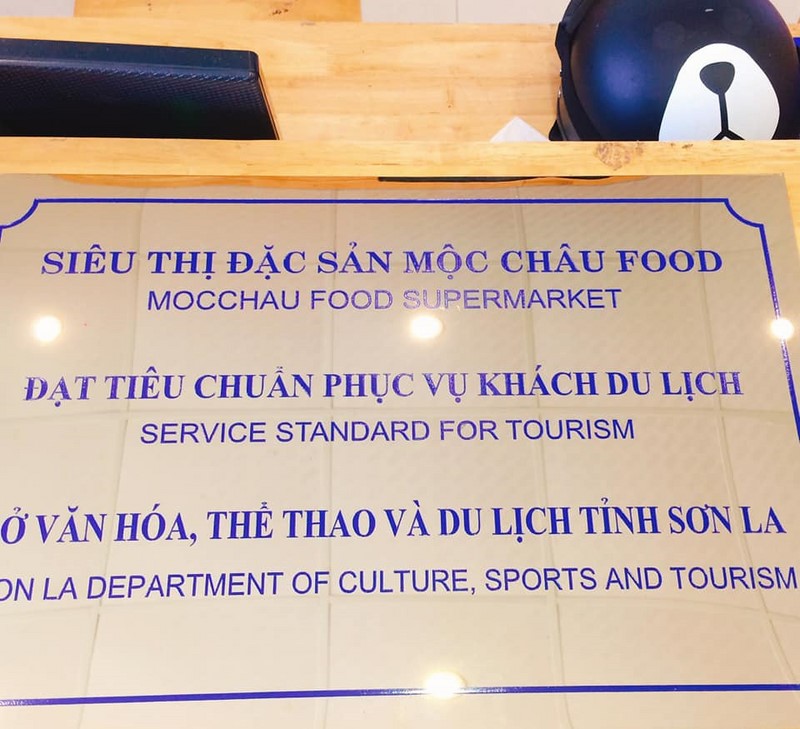 SIÊU THỊ ĐẶC SẢN MỘC CHÂU FOOD
MOCCHAU FOOD SUPERMARKET
ĐẠT TIÊU CHUẨN PHỤC VỤ KHÁCH DU LỊCH
SERVICE STANDARD FOR TOURISM
Ở VĂN HÓA, THỂ THAO VÀ DU LỊCH TỈNH SƠN LA
ON LA DEPARTMENT OF CULTURE, SPORTS AND TOURISM